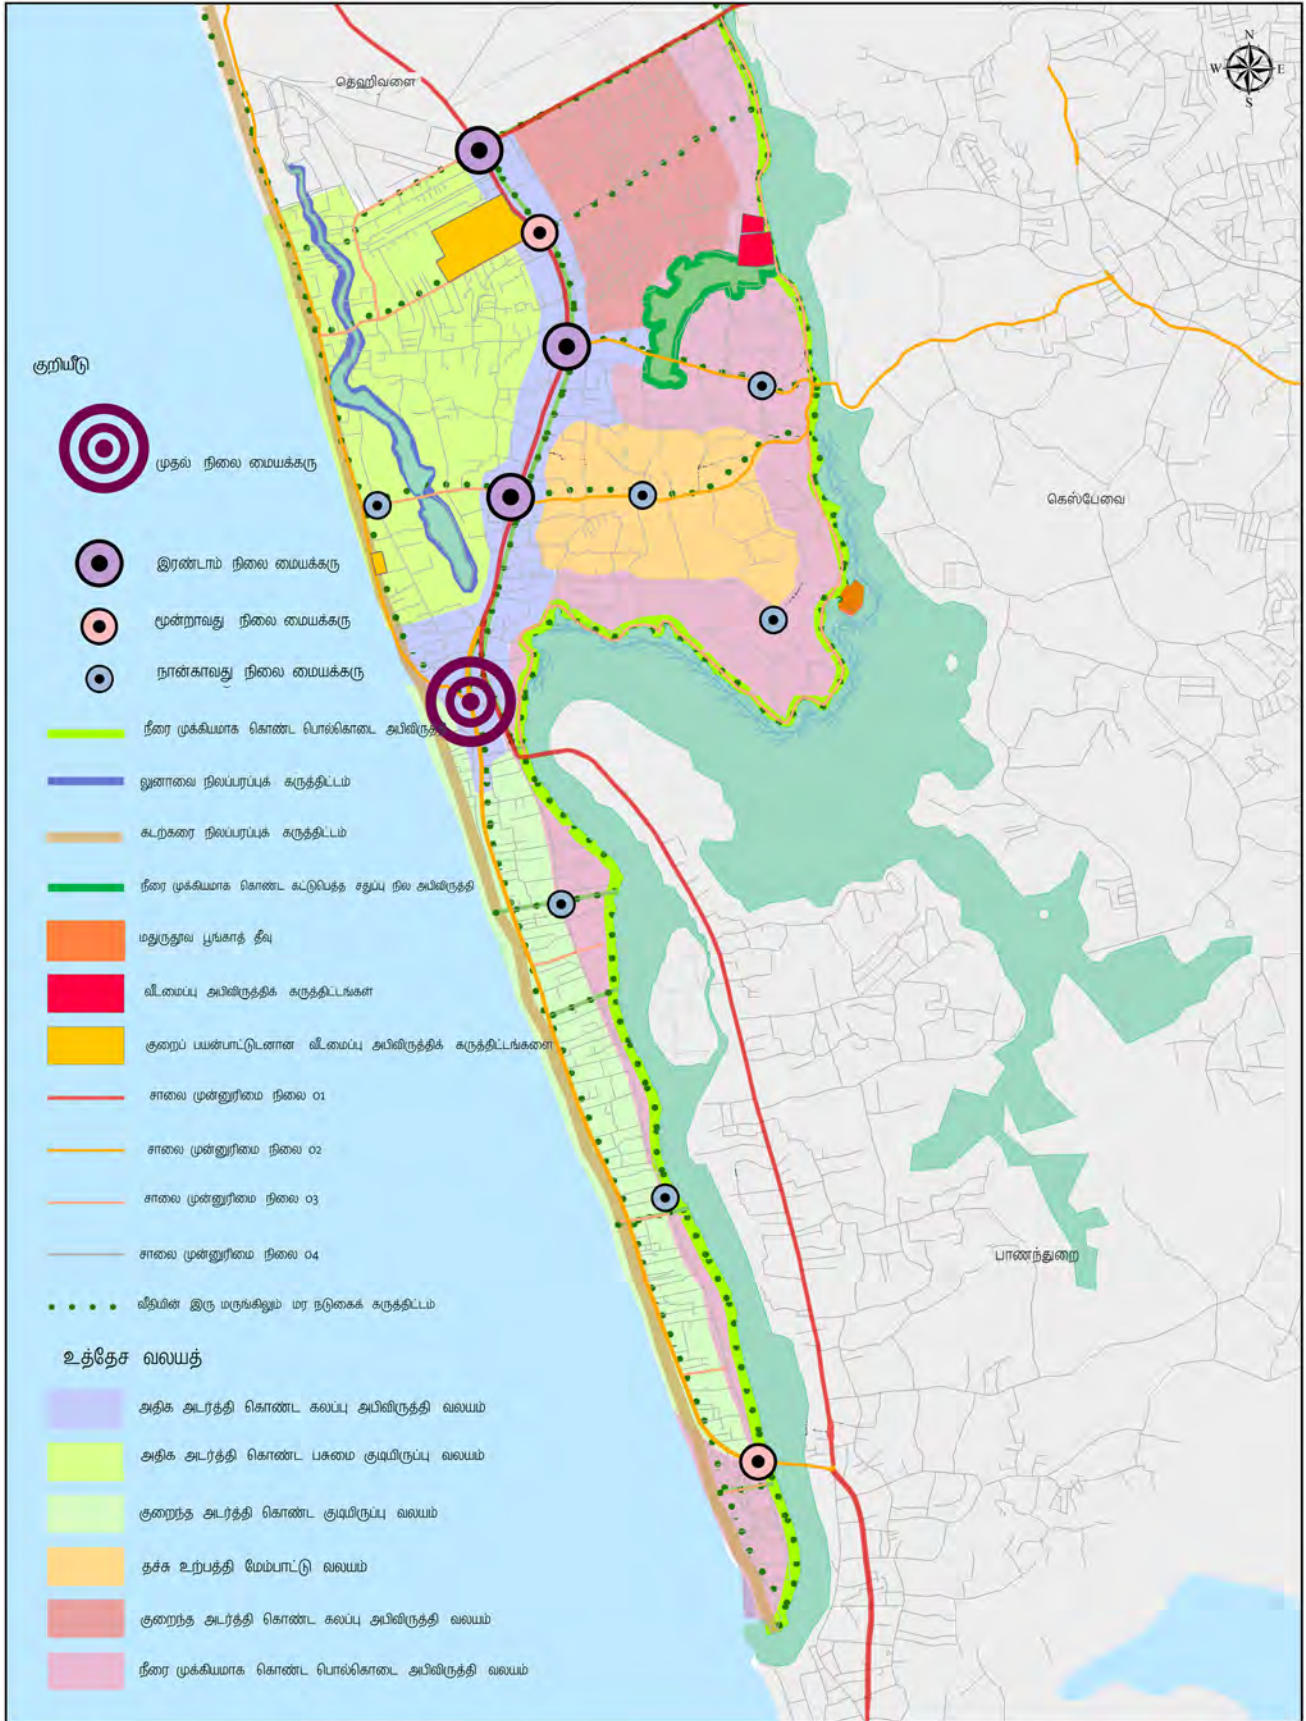 தெஹிவளை
N
W E
S
குறியீடு
முதல் நிலை மையக்கரு
கெஸ்பேவை
இரண்டாம் நிலை மையக்கரு
மூன்றாவது நிலை மையக்கரு
நான்காவது நிலை மையக்கரு
நீரை முக்கியமாக கொண்ட பொல்கொடை அபிவிருத்தி
லுனாவை நிலப்பரப்புக் கருத்திட்டம்
கடற்கரை நிலப்பரப்புக் கருத்திட்டம்
நீரை முக்கியமாக கொண்ட கட்டுபெத்த சதுப்பு நில அபிவிருத்தி
மதுருதுவ பூங்காத் தீவு
வீடமைப்பு அபிவிருத்திக் கருத்திட்டங்கள்
குறைப் பயன்பாட்டுடனான வீடமைப்பு அபிவிருத்திக் கருத்திட்டங்களை
சாலை முன்னுரிமை நிலை 01
சாலை முன்னுரிமை நிலை 02
சாலை முன்னுரிமை நிலை 03
சாலை முன்னுரிமை நிலை 04
பாணந்துறை
வீதியின் இரு மருங்கிலும் மர நடுகைக் கருத்திட்டம்
உத்தேச வலயத்
அதிக அடர்த்தி கொண்ட கலப்பு அபிவிருத்தி வலயம்
அதிக அடர்த்தி கொண்ட பசுமை குடியிருப்பு வலயம்
குறைந்த அடர்த்தி கொண்ட குடியிருப்பு வலயம்
தச்சு உற்பத்தி மேம்பாட்டு வலயம்
குறைந்த அடர்த்தி கொண்ட கலப்பு அபிவிருத்தி வலயம்
நீரை முக்கியமாக கொண்ட பொல்கொடை அபிவிருத்தி வலயம்